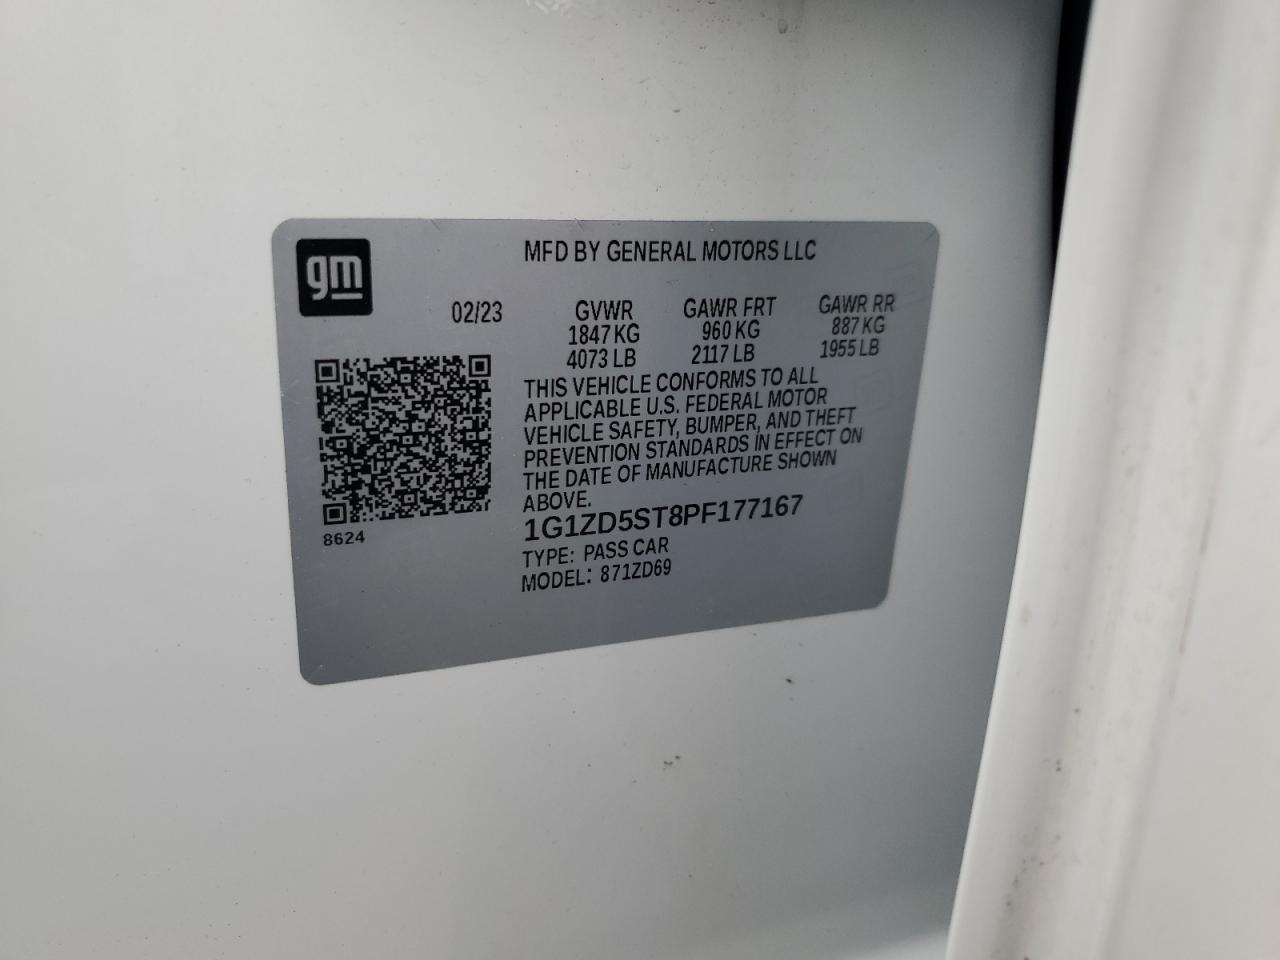 gm
MFD BY GENERAL MOTORS LLC
02/23 GVWR GAWR FRT GAWR RR
1847 KG 960 KG 887 KG
4073 LB 2117 LB 1955 LB
THIS VEHICLE CONFORMS TO ALL
APPLICABLE U.S. FEDERAL MOTOR
VEHICLE SAFETY, BUMPER, AND THEFT
PREVENTION STANDARDS IN EFFECT ON
THE DATE OF MANUFACTURE SHOWN
ABOVE.
1G1ZD5ST8PF177167
TYPE: PASS CAR
MODEL: 871ZD69
8624